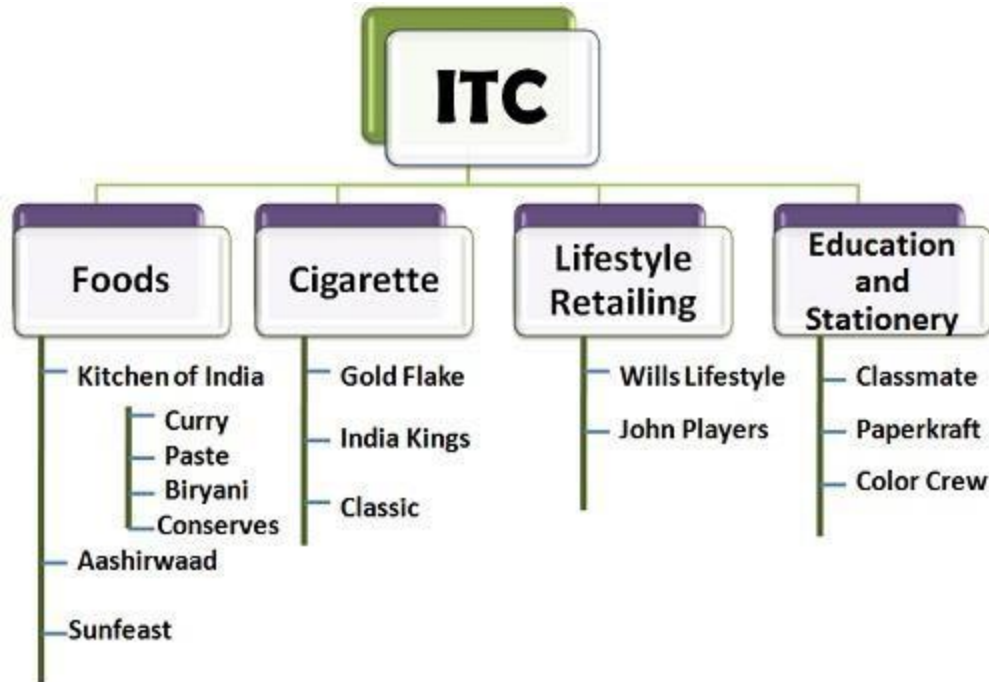 ITC
Foods
Kitchen of India
Curry
Paste
Biryani
Conserves
Aashirwaad
Sunfeast
Cigarette
Gold Flake
India Kings
Classic
Lifestyle
Retailing
Wills Lifestyle
John Players
Education
and
Stationery
Classmate
Paperkraft
Color Crew